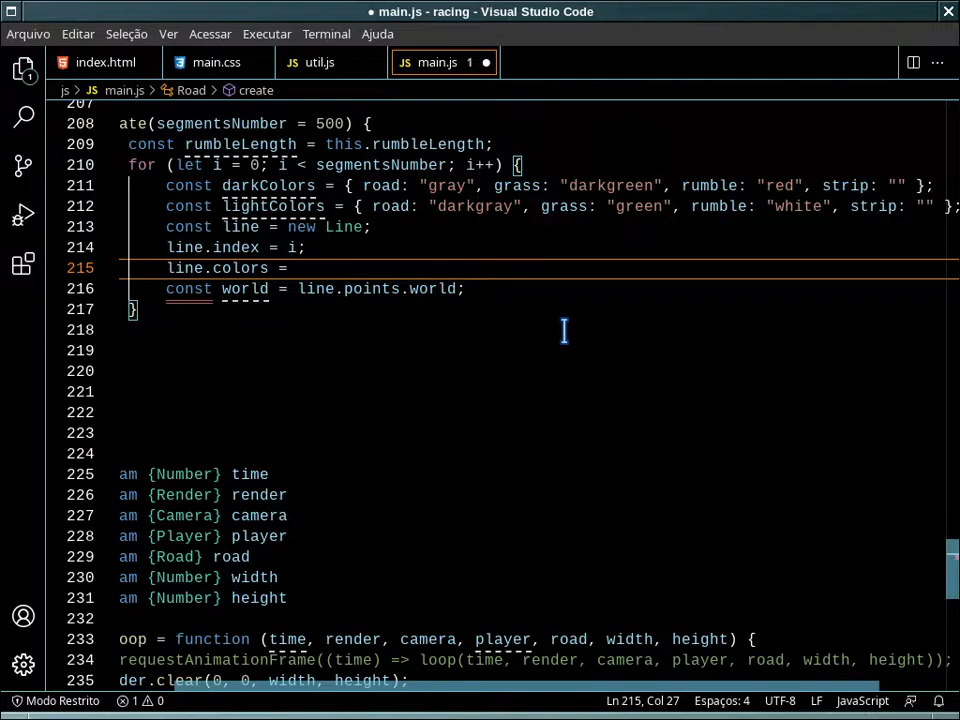 ● main.js - racing - Visual Studio Code
Arquivo Editar Seleção Ver Acessar Executar Terminal Ajuda
index.html main.css JS util.js JS main.js 1 ●
js > JS main.js > Road > create
1
207
208 ate(segmentsNumber = 500) {
209 const rumbleLength = this.rumbleLength;
210 for (let i = 0; i < segmentsNumber; i++) {
211 const darkColors = { road: "gray", grass: "darkgreen", rumble: "red", strip: "" };
212 const lightColors = { road: "darkgray", grass: "green", rumble: "white", strip: "" };
213 const line = new Line;
214 line.index = i;
215 line.colors =
216 const world = line.points.world;
217 }
218
219
220
221
222
223
224
225 am {Number} time
226 am {Render} render
227 am {Camera} camera
228 am {Player} player
229 am {Road} road
230 am {Number} width
231 am {Number} height
232
233 oop = function (time, render, camera, player, road, width, height) {
234 requestAnimationFrame((time) => loop(time, render, camera, player, road, width, height));
235 der.clear(0, 0, width, height);
Modo Restrito 1 0 Ln 215, Col 27 Espaços: 4 UTF-8 LF JavaScript